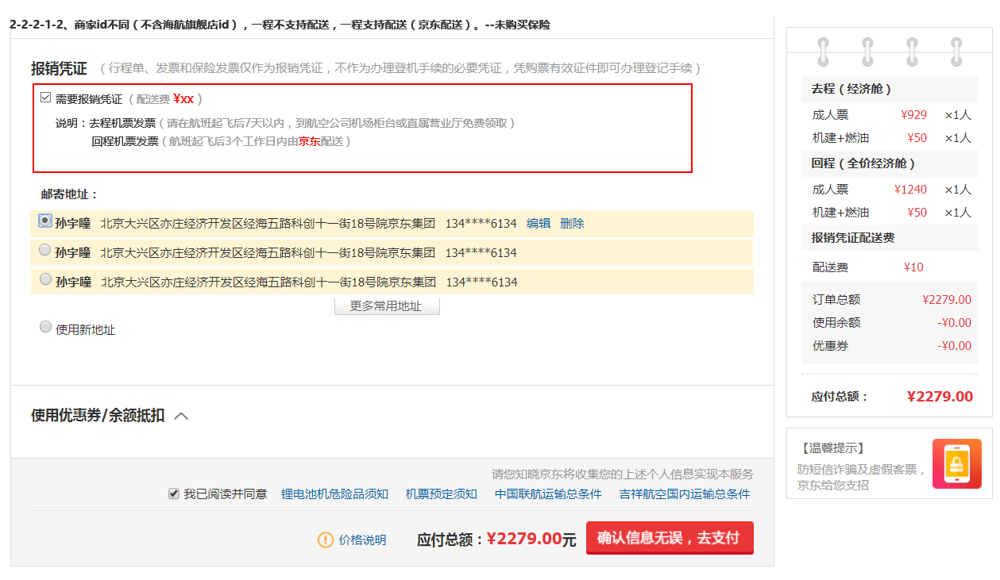 2-2-2-1-2、商家id不同（不含海航旗舰店id），一程不支持配送，一程支持配送（京东配送）。--未购买保险
报销凭证 （行程单、发票和保险发票仅作为报销凭证，不作为办理登机手续的必要凭证，凭购票有效证件即可办理登记手续）
需要报销凭证（配送费 ¥xx ）
说明：去程机票发票（请在航班起飞后7天以内，到航空公司机场柜台或直属营业厅免费领取）
回程机票发票（航班起飞后3个工作日内由京东配送）
邮寄地址：
孙宇瞳 北京大兴区亦庄经济开发区经海五路科创十一街18号院京东集团 134****6134 编辑 删除
孙宇瞳 北京大兴区亦庄经济开发区经海五路科创十一街18号院京东集团 134****6134
孙宇瞳 北京大兴区亦庄经济开发区经海五路科创十一街18号院京东集团 134****6134
更多常用地址
使用新地址
使用优惠券/余额抵扣
请您知晓京东将收集您的上述个人信息实现本服务
我已阅读并同意 锂电池机危险品须知 机票预定须知 中国联航运输总条件 吉祥航空国内运输总条件
价格说明 应付总额：¥2279.00元 确认信息无误，去支付
去程（经济舱）
成人票 ¥929 ×1人
机建+燃油 ¥50 ×1人
回程（全价经济舱）
成人票 ¥1240 ×1人
机建+燃油 ¥50 ×1人
报销凭证配送费
配送费 ¥10
订单总额 ¥2279.00
使用余额 -¥0.00
优惠券 -¥0.00
应付总额： ¥2279.00
【温馨提示】
防短信诈骗及虚假客票，
京东给您支招